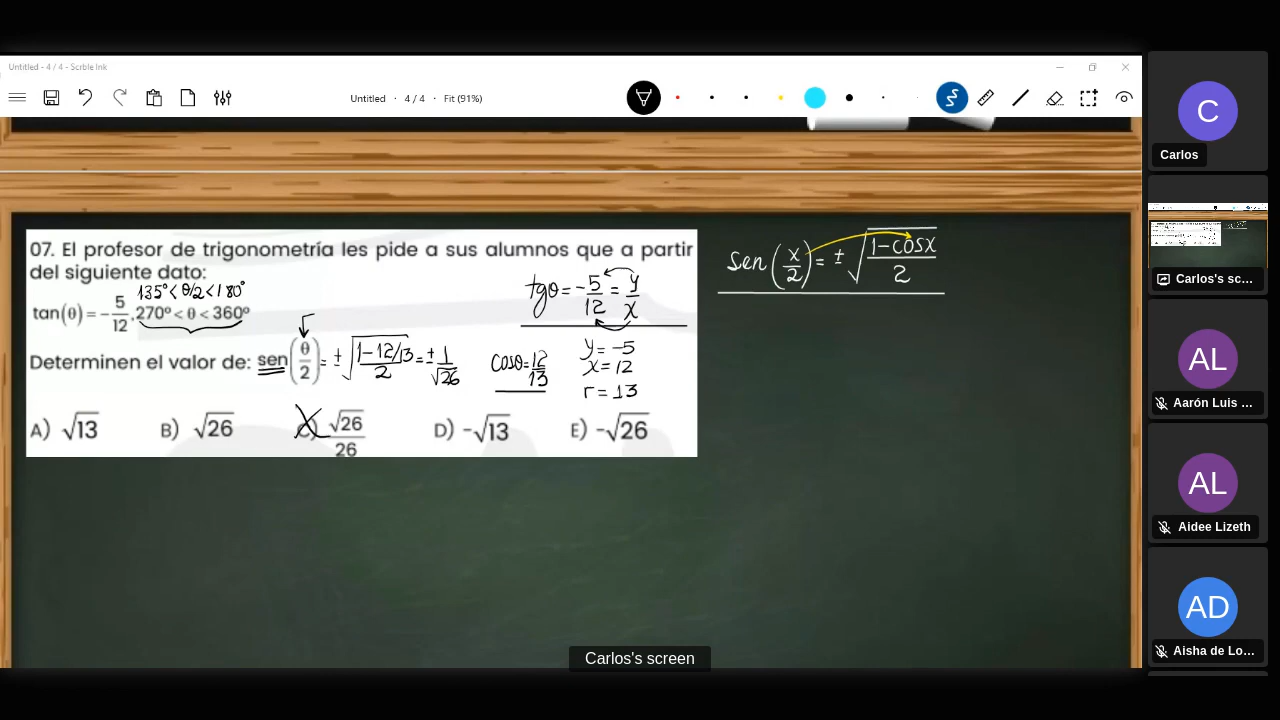 Untitled - 4 / 4 - Scrble Ink
Untitled · 4 / 4 · Fit (91%)
07. El profesor de trigonometría les pide a sus alumnos que a partir
del siguiente dato:
135°<θ/2<180°
tan(θ) = -5/12, 270° < θ < 360°
Determinen el valor de: sen(θ/2) = ±√((1-12/13)/2) = ±1/√26
tgθ = -5/12 = y/x
cosθ=12/13
y=-5
x=12
r=13
A) √13 B) √26 C) √26/26 D) -√13 E) -√26
Sen(x/2) = ±√((1-cosx)/2)
C
Carlos
Carlos's sc...
AL
Aarón Luis ...
AL
Aidee Lizeth
AD
Aisha de Lo...
Carlos's screen